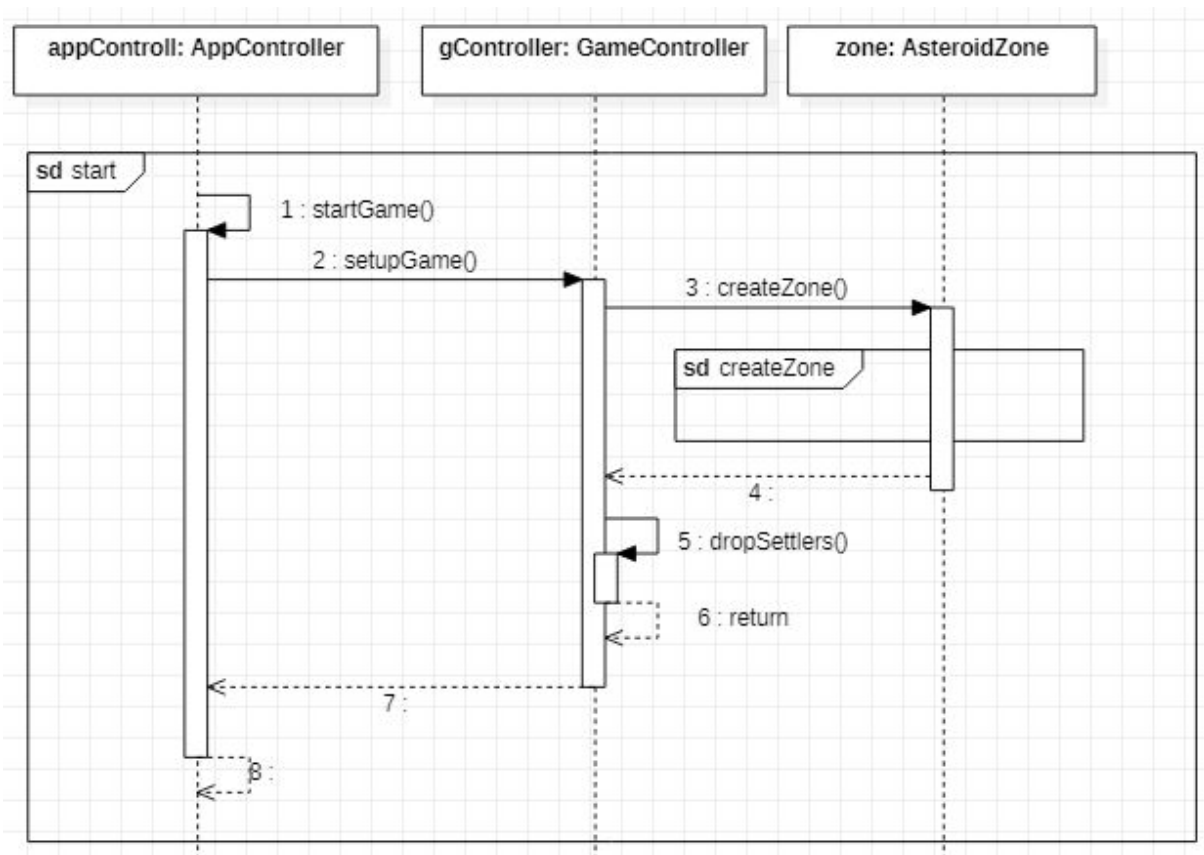 appControll: AppController
gController: GameController
zone: AsteroidZone
sd start
1 : startGame()
2 : setupGame()
3 : createZone()
sd createZone
4 :
5 : dropSettlers()
6 : return
7 :
8 :